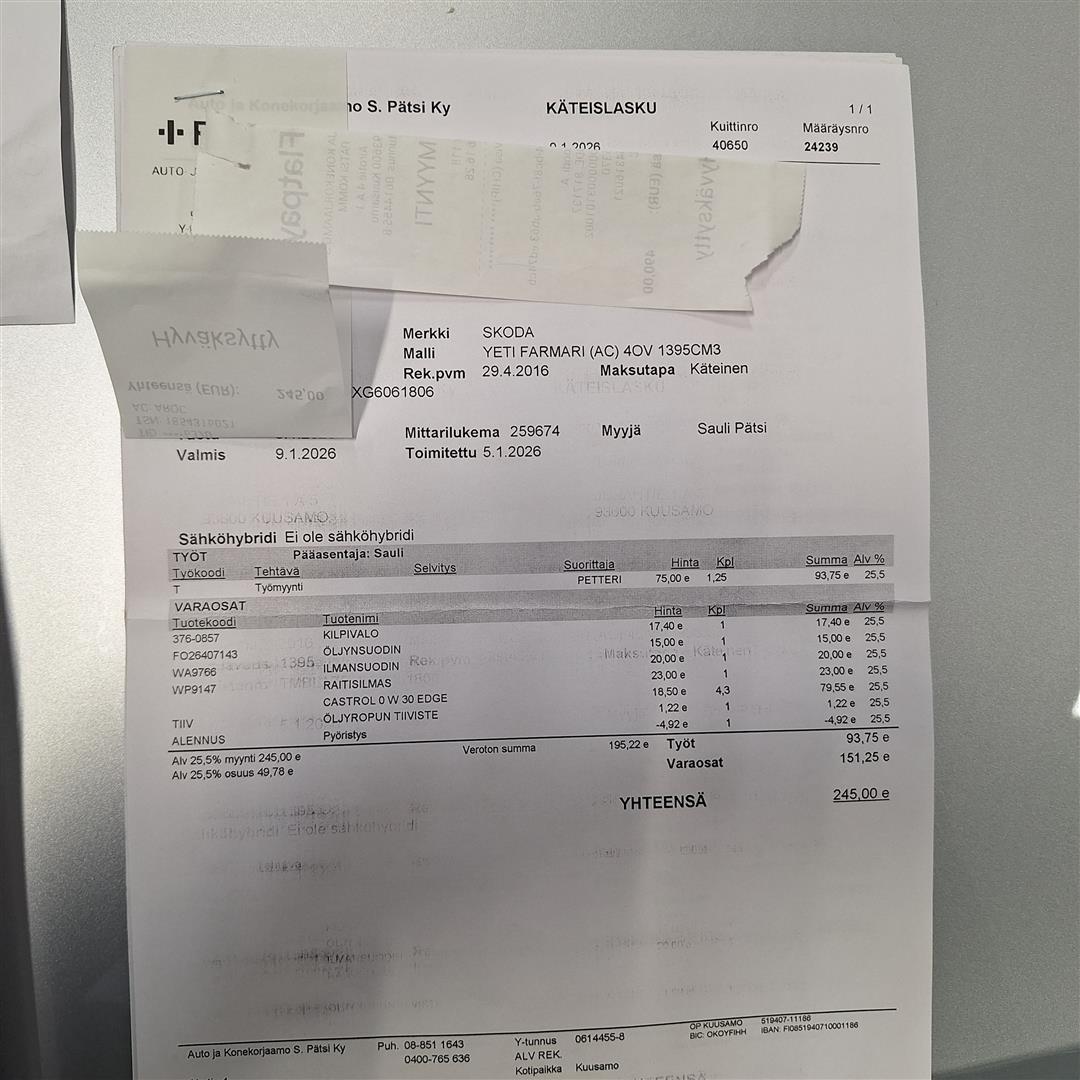 Auto ja Konekorjaamo S. Pätsi Ky
KÄTEISLASKU
1 / 1
Kuittinro
Määräysnro
9.1.2026
40650
24239
AUTO
Flatpay
MYYNTI
93600 Kuusamo
Hyväksytty
490,00
Hyväksytty
Yhteensä (EUR): 245,00
Merkki SKODA
Malli YETI FARMARI (AC) 4OV 1395CM3
Rek.pvm 29.4.2016 Maksutapa Käteinen
XG6061806
Mittarilukema 259674 Myyjä Sauli Pätsi
Valmis 9.1.2026 Toimitettu 5.1.2026
93600 KUUSAMO
Sähköhybridi Ei ole sähköhybridi
TYÖT Pääasentaja: Sauli
Työkoodi Tehtävä Selvitys Suorittaja Hinta Kpl Summa Alv %
T Työmyynti PETTERI 75,00 e 1,25 93,75 e 25,5
VARAOSAT
Tuotekoodi Tuotenimi Hinta Kpl Summa Alv %
376-0857 KILPIVALO 17,40 e 1 17,40 e 25,5
FO26407143 ÖLJYNSUODIN 15,00 e 1 15,00 e 25,5
WA9766 ILMANSUODIN 20,00 e 1 20,00 e 25,5
WP9147 RAITISILMAS 23,00 e 1 23,00 e 25,5
CASTROL 0 W 30 EDGE 18,50 e 4,3 79,55 e 25,5
TIIV ÖLJYROPUN TIIVISTE 1,22 e 1 1,22 e 25,5
ALENNUS Pyöristys -4,92 e 1 -4,92 e 25,5
Alv 25,5% myynti 245,00 e Veroton summa 195,22 e Työt 93,75 e
Alv 25,5% osuus 49,78 e Varaosat 151,25 e
YHTEENSÄ 245,00 e
Auto ja Konekorjaamo S. Pätsi Ky
Puh. 08-851 1643
0400-765 636
Y-tunnus 0614455-8
ALV REK.
Kotipaikka Kuusamo
OP KUUSAMO 519407-11186
BIC: OKOYFIHH IBAN: FI0851940710001186